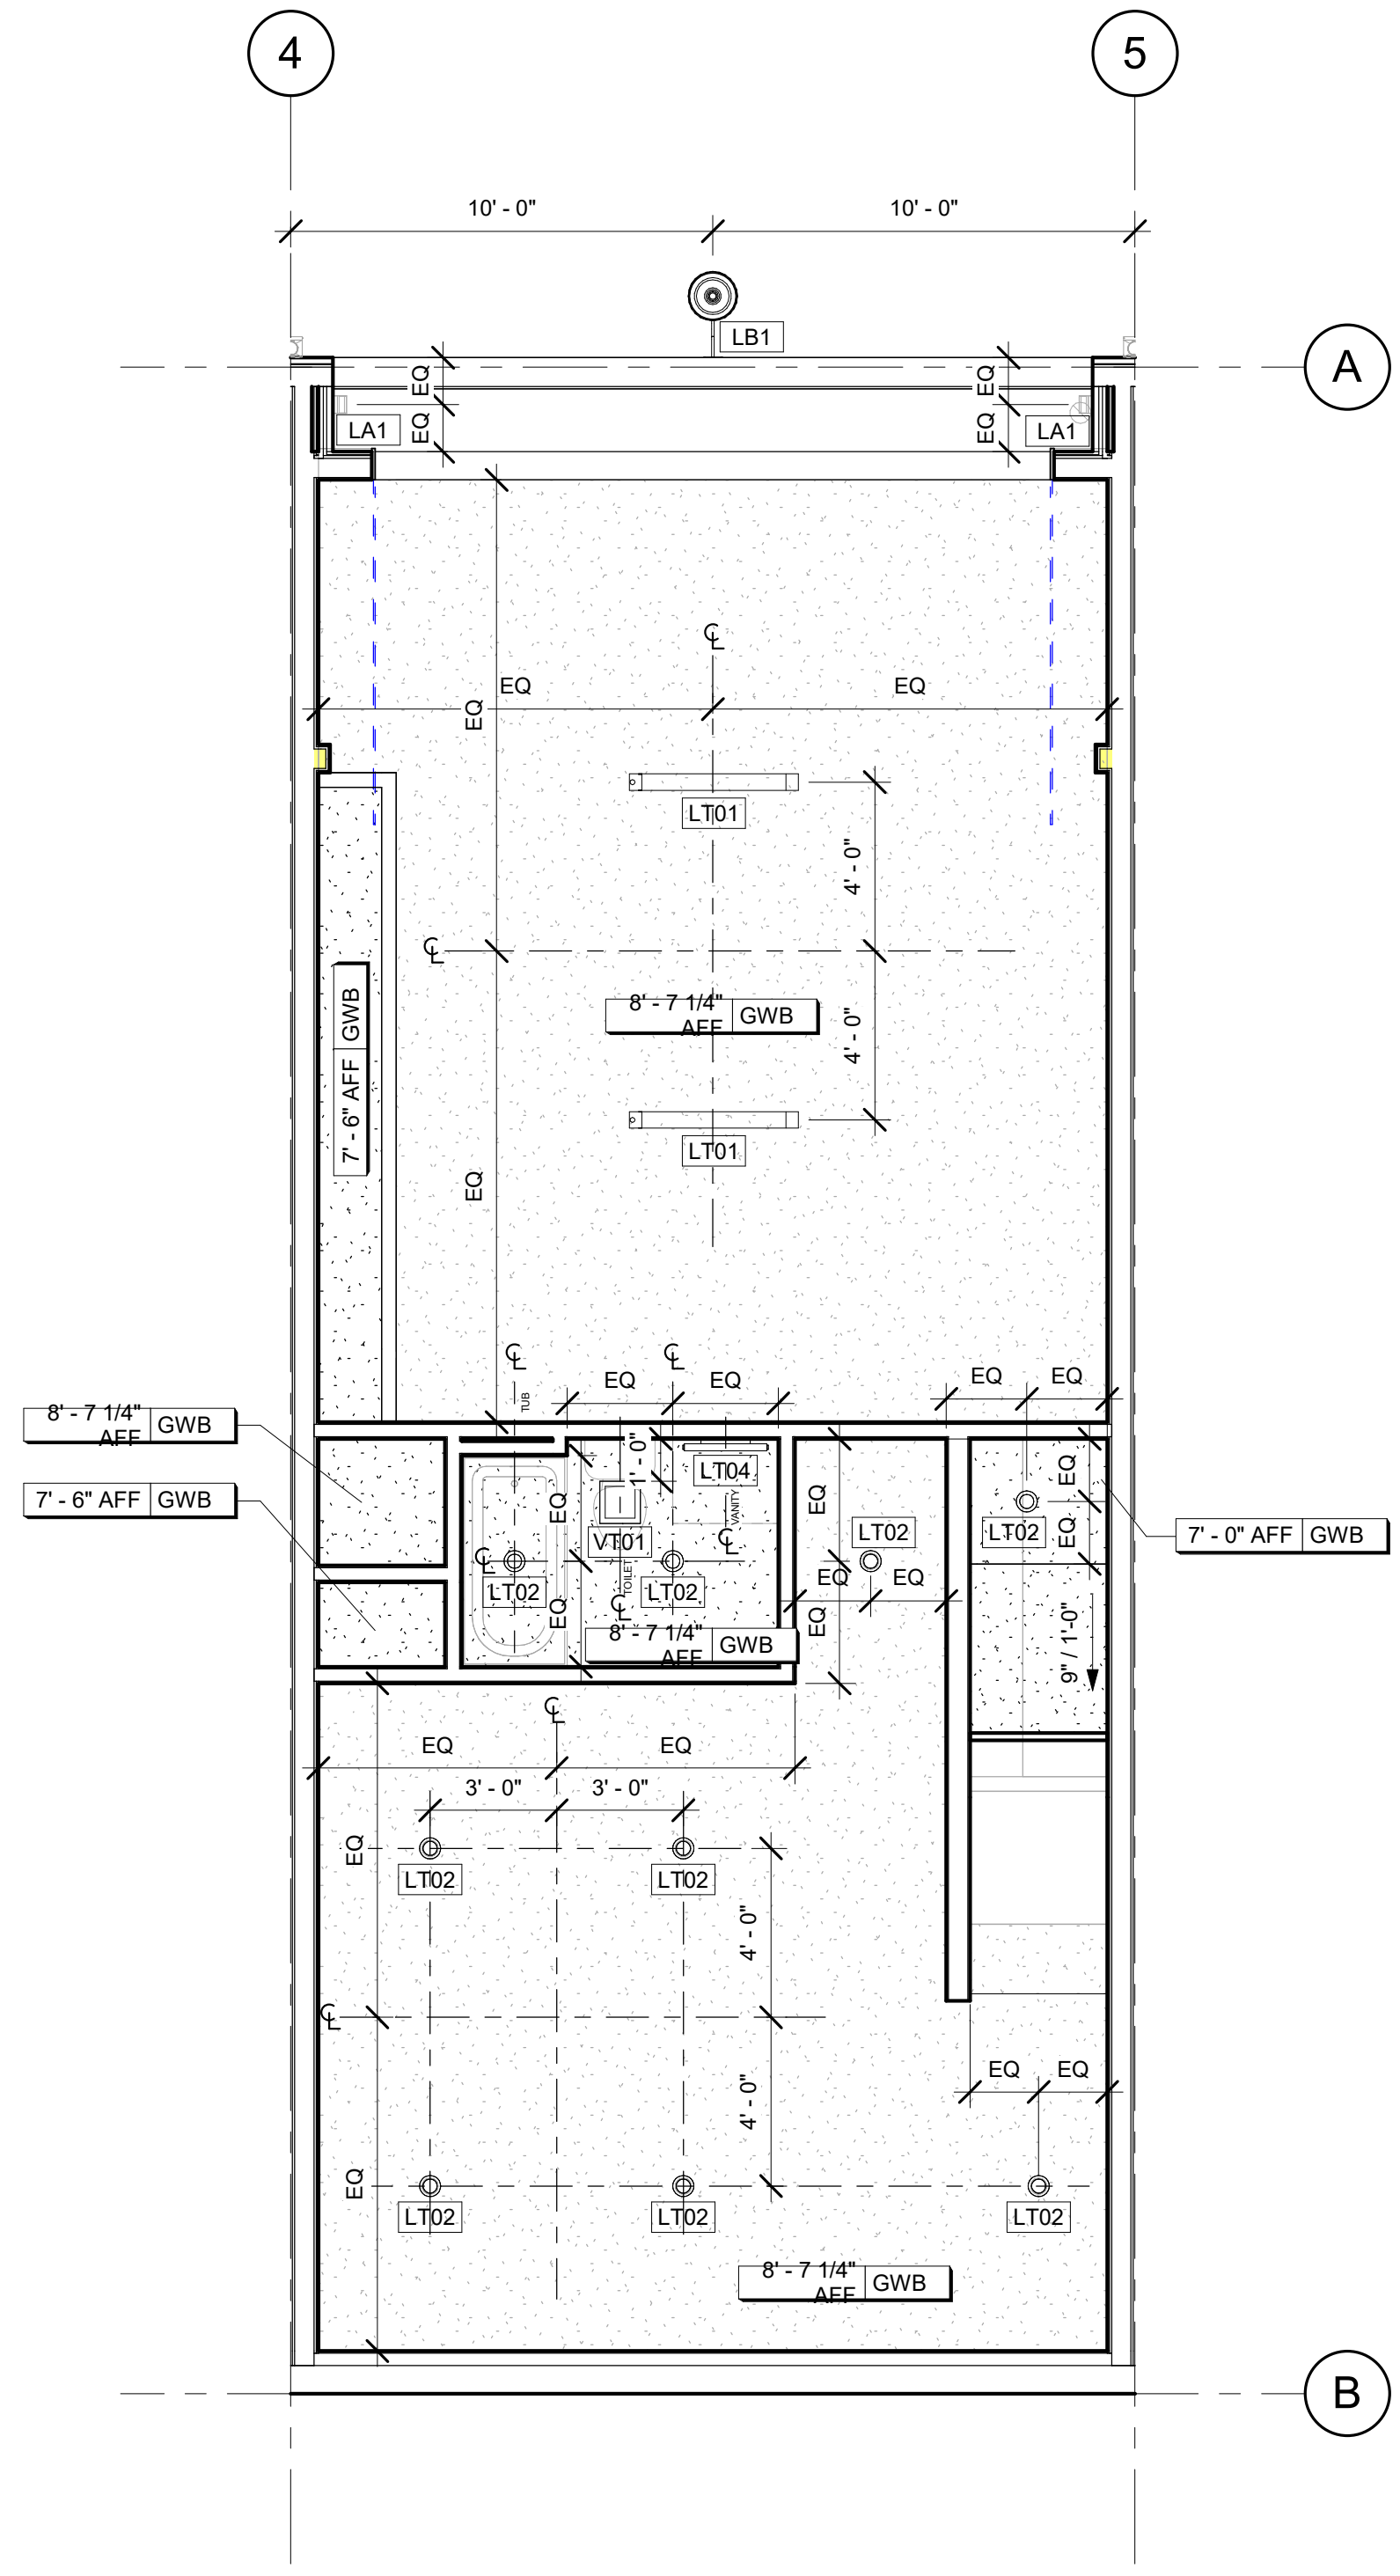 4
5
10' - 0"
10' - 0"
LB1
A
EQ
EQ
EQ
EQ
LA1
LA1
℄
EQ
EQ
EQ
LT01
4' - 0"
℄
8' - 7 1/4"
AFF
GWB
7' - 6" AFF
GWB
4' - 0"
LT01
EQ
℄
TUB
℄
EQ
EQ
EQ
EQ
8' - 7 1/4"
AFF
GWB
7' - 6" AFF
GWB
1' - 0"
LT04
VANITY
℄
EQ
VT01
TOILET
℄
℄
LT02
LT02
EQ
8' - 7 1/4"
AFF
GWB
EQ
LT02
EQ
EQ
EQ
EQ
LT02
EQ
7' - 0" AFF
GWB
9" / 1'-0"
℄
EQ
EQ
3' - 0"
3' - 0"
EQ
LT02
LT02
4' - 0"
℄
4' - 0"
EQ
EQ
EQ
LT02
LT02
LT02
8' - 7 1/4"
AFF
GWB
B